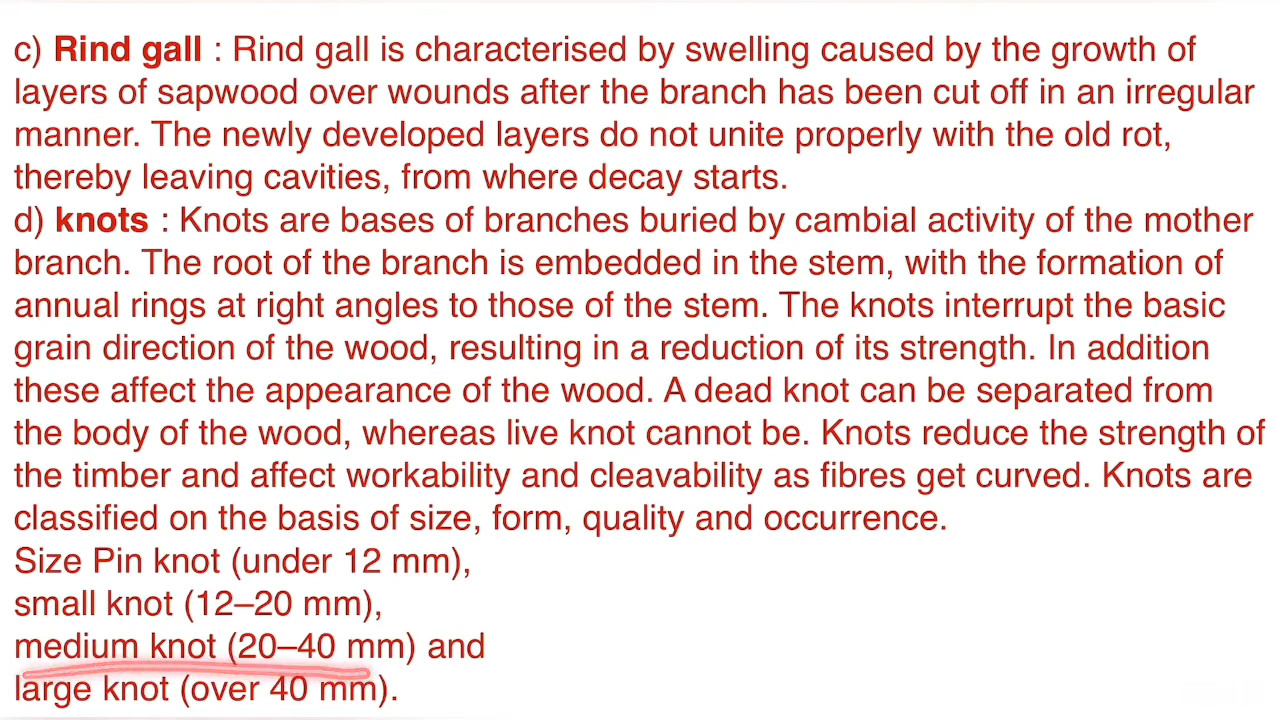 c) Rind gall : Rind gall is characterised by swelling caused by the growth of
layers of sapwood over wounds after the branch has been cut off in an irregular
manner. The newly developed layers do not unite properly with the old rot,
thereby leaving cavities, from where decay starts.
d) knots : Knots are bases of branches buried by cambial activity of the mother
branch. The root of the branch is embedded in the stem, with the formation of
annual rings at right angles to those of the stem. The knots interrupt the basic
grain direction of the wood, resulting in a reduction of its strength. In addition
these affect the appearance of the wood. A dead knot can be separated from
the body of the wood, whereas live knot cannot be. Knots reduce the strength of
the timber and affect workability and cleavability as fibres get curved. Knots are
classified on the basis of size, form, quality and occurrence.
Size Pin knot (under 12 mm),
small knot (12–20 mm),
medium knot (20–40 mm) and
large knot (over 40 mm).